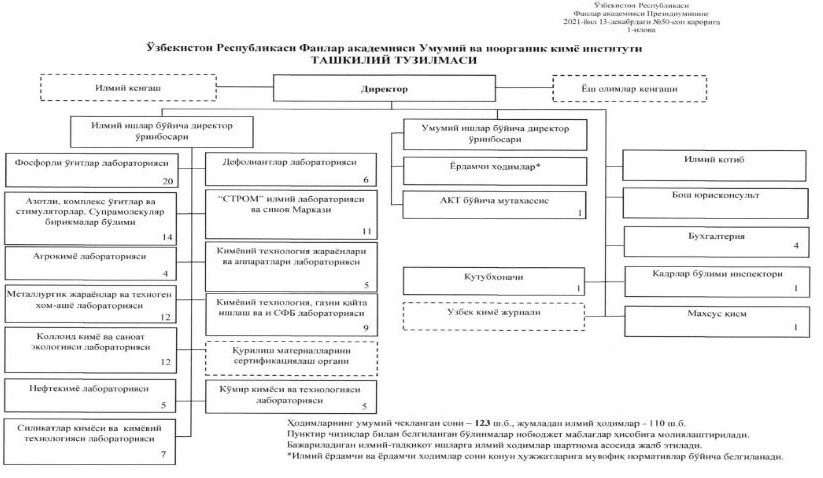 Ўзбекистон Республикаси
Фанлар академияси Президиумининг
2021-йил 13-декабрдаги №50-сон қарорига
1-илова
Ўзбекистон Республикаси Фанлар академияси Умумий ва ноорганик кимё институти
ТАШКИЛИЙ ТУЗИЛМАСИ
Илмий кенгаш
Директор
Ёш олимлар кенгаши
Илмий ишлар бўйича директор
ўринбосари
Умумий ишлар бўйича директор
ўринбосари
Фосфорли ўғитлар лабораторияси
20
Дефолиантлар лабораторияси
6
Азотли, комплекс ўғитлар ва
стимуляторлар. Супрамолекуляр
бирикмалар бўлими
14
“СТРОМ” илмий лабораторияси
ва синов Маркази
11
Агрокимё лабораторияси
4
Кимёвий технология жараёнлари
ва аппаратлари лабораторияси
5
Металлургик жараёнлар ва техноген
хом-ашё лабораторияси
12
Кимёвий технология, газни қайта
ишлаш ва и СФБ лабораторияси
9
Коллоид кимё ва саноат
экологияси лабораторияси
12
Қурилиш материалларини
сертификациялаш органи
Нефтекимё лабораторияси
5
Кўмир кимёси ва технологияси
лабораторияси
5
Силикатлар кимёси ва кимёвий
технологияси лабораторияси
7
Ёрдамчи ходимлар*
АКТ бўйича мутахассис
1
Кутубхоначи
1
Узбек кимё журнали
Илмий котиб
Бош юрисконсульт
Бухгалтерия
4
Кадрлар бўлими инспектори
1
Махсус қисм
1
Ҳодимларнинг умумий чекланган сони – 123 ш.б., жумладан илмий ҳодимлар - 110 ш.б.
Пунктир чизиқлар билан белгиланган бўлинмалар нобюджет маблағлар ҳисобига молиялаштирилади.
Бажариладиган илмий-тадқиқот ишларга илмий ҳодимлар шартнома асосида жалб этилади.
*Илмий ёрдамчи ва ёрдамчи ҳодимлар сони қонун ҳужжатларига мувофиқ нормативлар бўйича белгиланади.